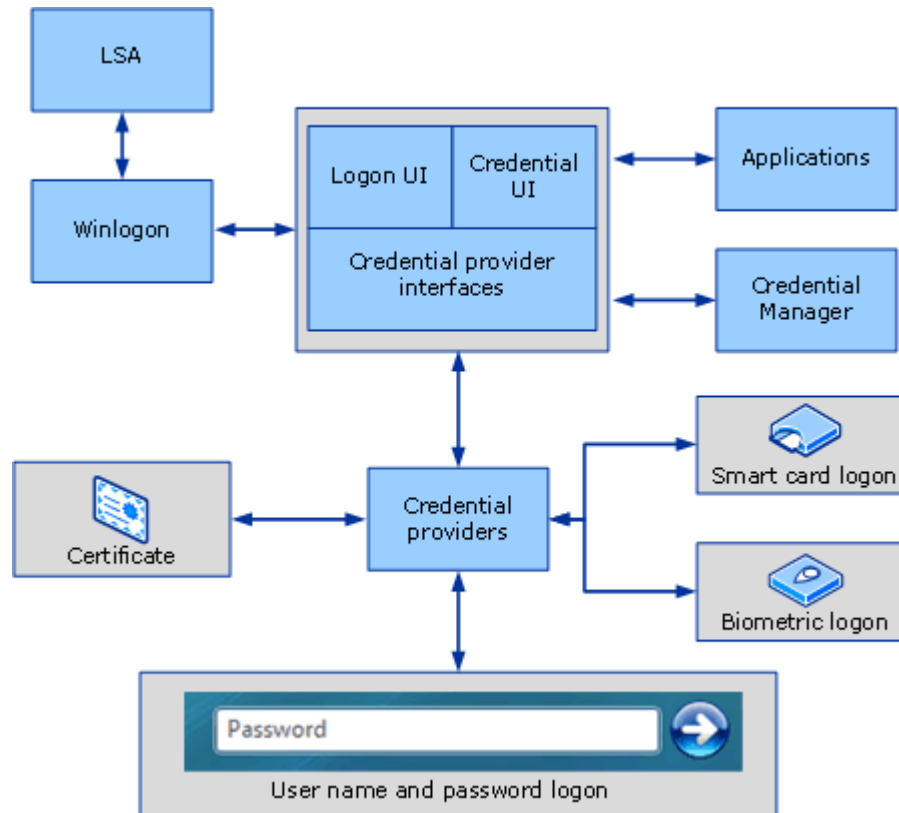 LSA
Winlogon
Logon UI
Credential
UI
Credential provider
interfaces
Applications
Credential
Manager
Smart card logon
Certificate
Credential
providers
Biometric logon
Password
User name and password logon